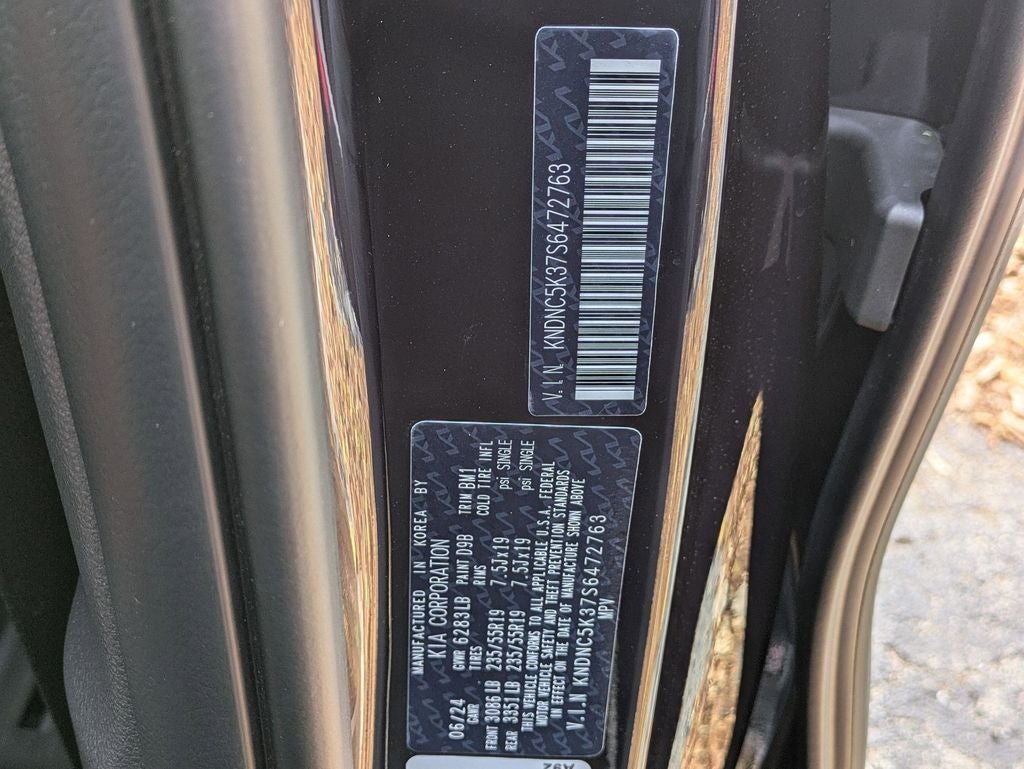 V.I.N KNDNC5K37S6472763
MANUFACTURED IN KOREA BY
KIA CORPORATION
06/24 GVWR 6283LB PAINT D9B TRIM BM1
GAWR TIRES RIMS COLD TIRE INFL
FRONT 3086LB 235/55R19 7.5Jx19 psi SINGLE
REAR 3351LB 235/55R19 7.5Jx19 psi SINGLE
THIS VEHICLE CONFORMS TO ALL APPLICABLE U.S.A. FEDERAL
MOTOR VEHICLE SAFETY AND THEFT PREVENTION STANDARDS
IN EFFECT ON THE DATE OF MANUFACTURE SHOWN ABOVE
V.I.N KNDNC5K37S6472763
MPV
A92